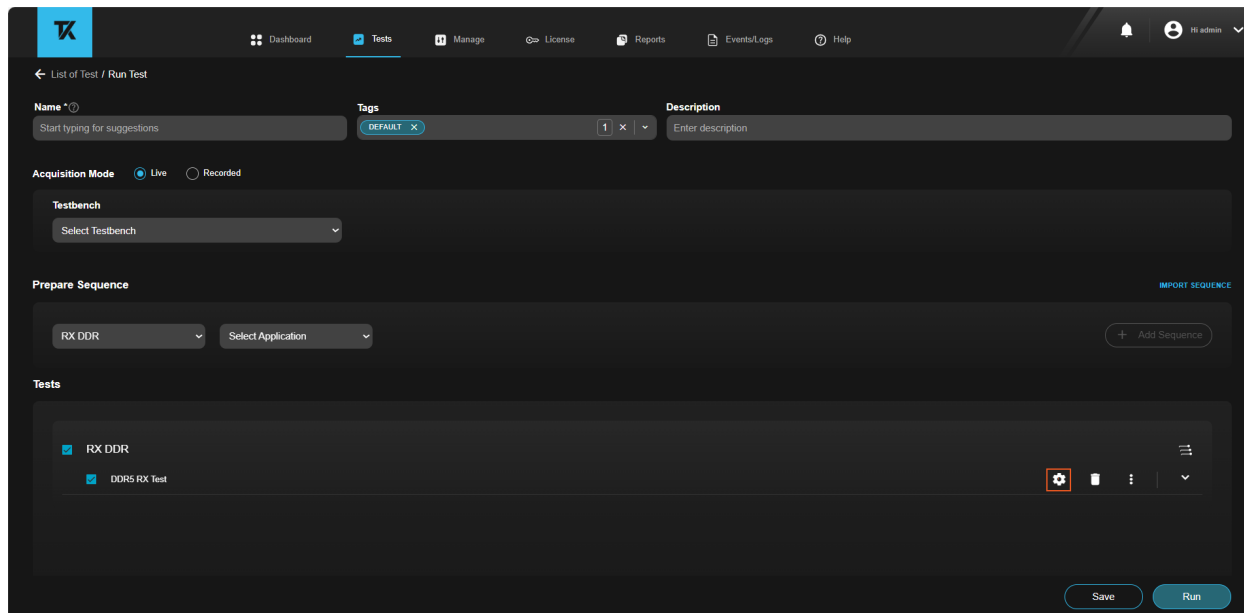 TK
Dashboard
Tests
Manage
License
Reports
Events/Logs
Help
Hi admin
List of Test / Run Test
Name *
Tags
Description
Start typing for suggestions
DEFAULT
1
Enter description
Acquisition Mode
Live
Recorded
Testbench
Select Testbench
Prepare Sequence
IMPORT SEQUENCE
RX DDR
Select Application
+ Add Sequence
Tests
RX DDR
DDR5 RX Test
Save
Run